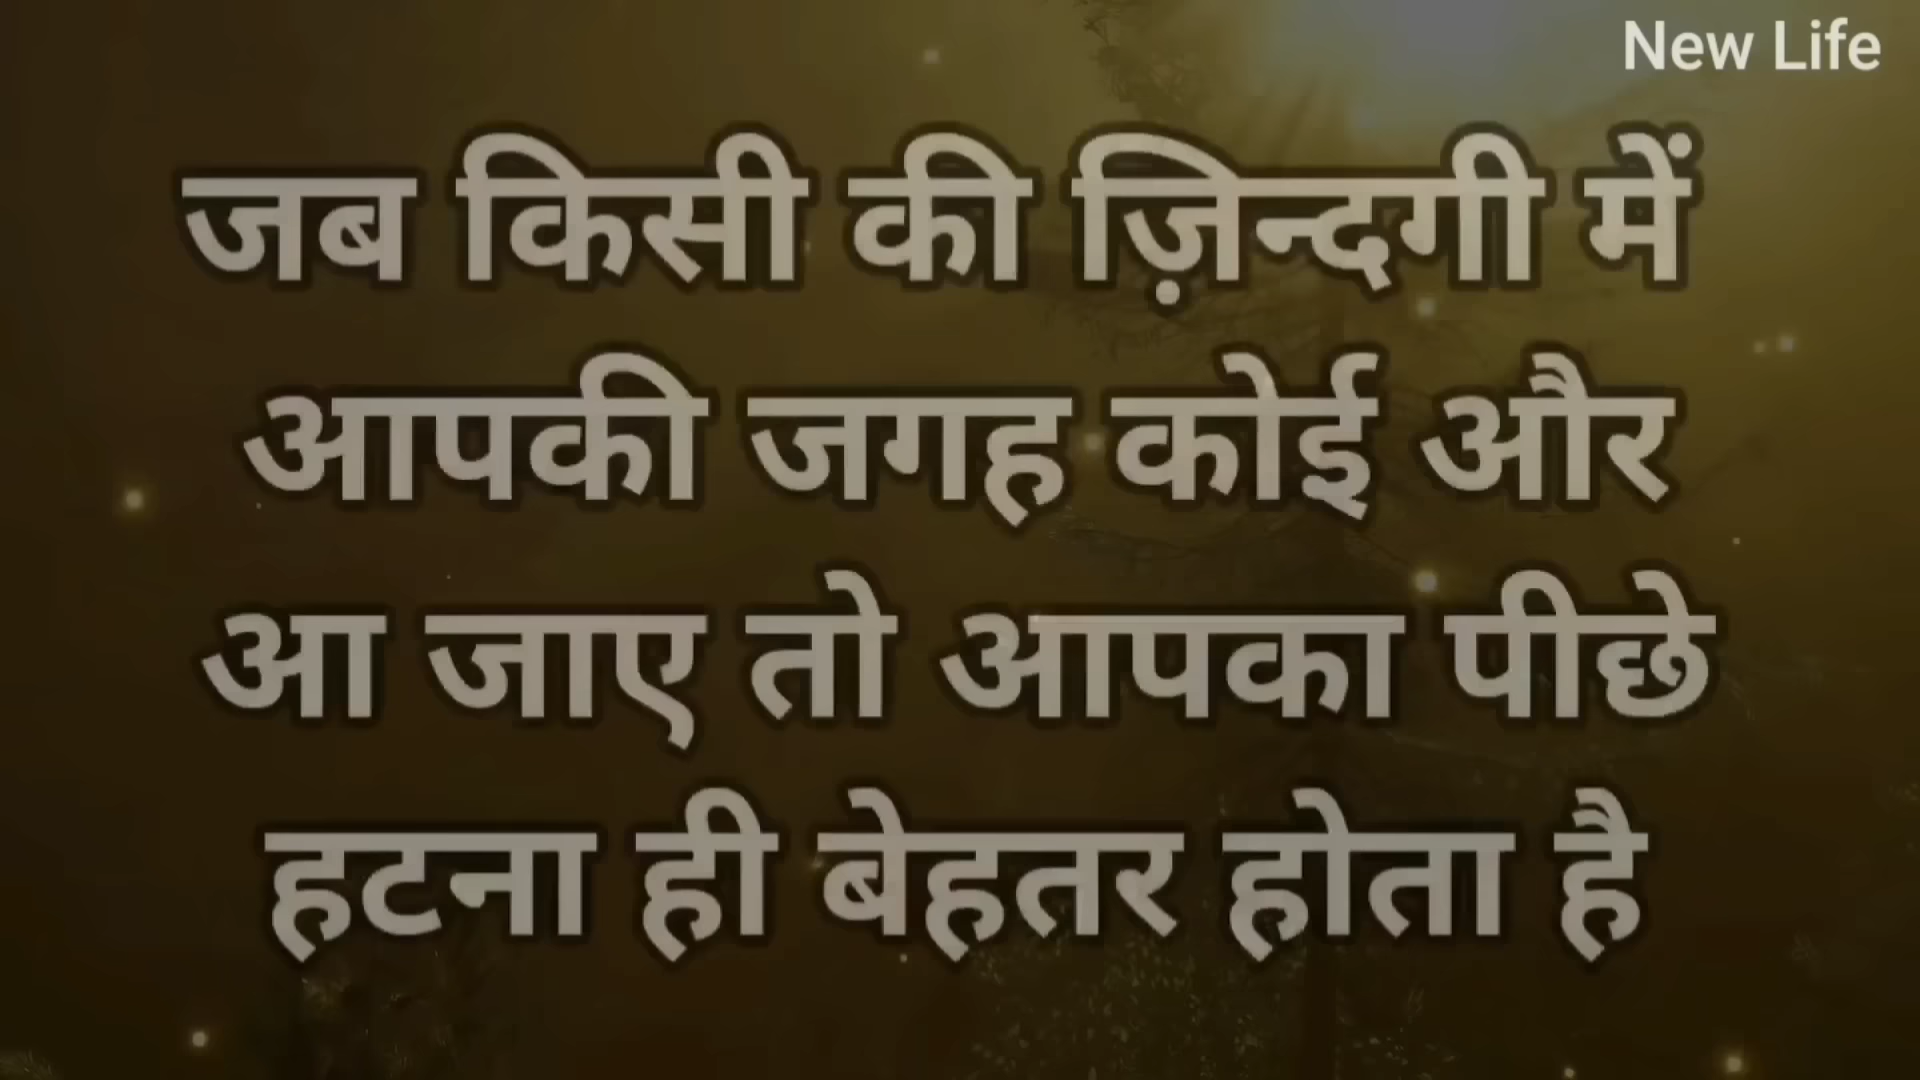 New Life
जब किसी की ज़िन्दगी में
आपकी जगह कोई और
आ जाए तो आपका पीछे
हटना ही बेहतर होता है